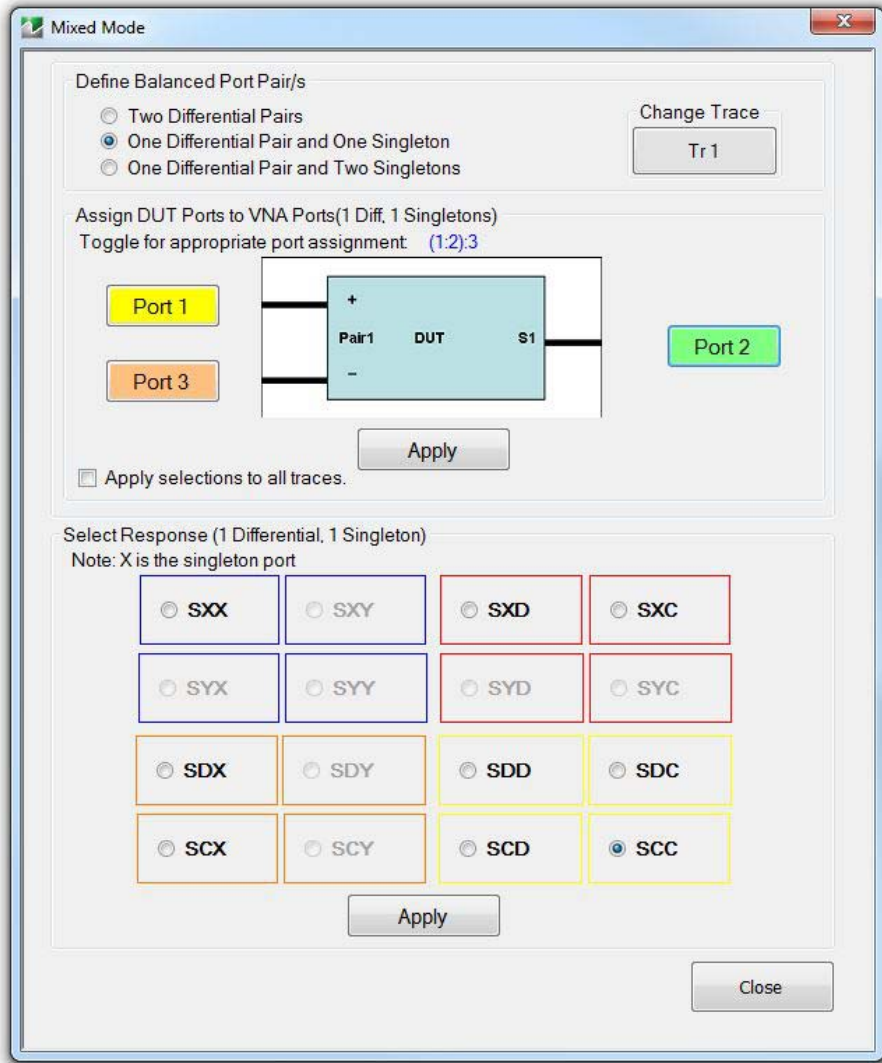 Mixed Mode
Define Balanced Port Pair/s
Two Differential Pairs
One Differential Pair and One Singleton
One Differential Pair and Two Singletons
Change Trace
Tr 1
Assign DUT Ports to VNA Ports(1 Diff, 1 Singletons)
Toggle for appropriate port assignment: (1:2):3
Port 1
Port 3
+
Pair1 DUT S1
−
Port 2
Apply
Apply selections to all traces.
Select Response (1 Differential, 1 Singleton)
Note: X is the singleton port
SXX SXY SXD SXC
SYX SYY SYD SYC
SDX SDY SDD SDC
SCX SCY SCD SCC
Apply
Close